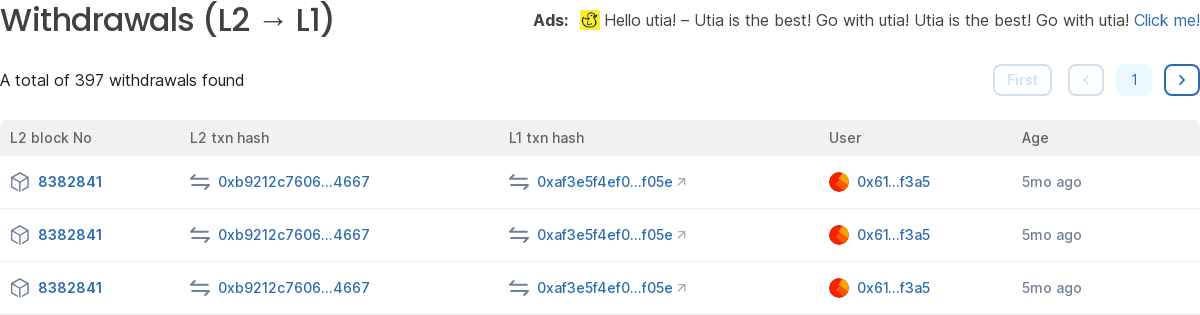 Withdrawals (L2 → L1)
Ads: Hello utia! – Utia is the best! Go with utia! Utia is the best! Go with utia! Click me!
A total of 397 withdrawals found
First 1
L2 block No L2 txn hash L1 txn hash User Age
8382841 0xb9212c7606...4667 0xaf3e5f4ef0...f05e 0x61...f3a5 5mo ago
8382841 0xb9212c7606...4667 0xaf3e5f4ef0...f05e 0x61...f3a5 5mo ago
8382841 0xb9212c7606...4667 0xaf3e5f4ef0...f05e 0x61...f3a5 5mo ago